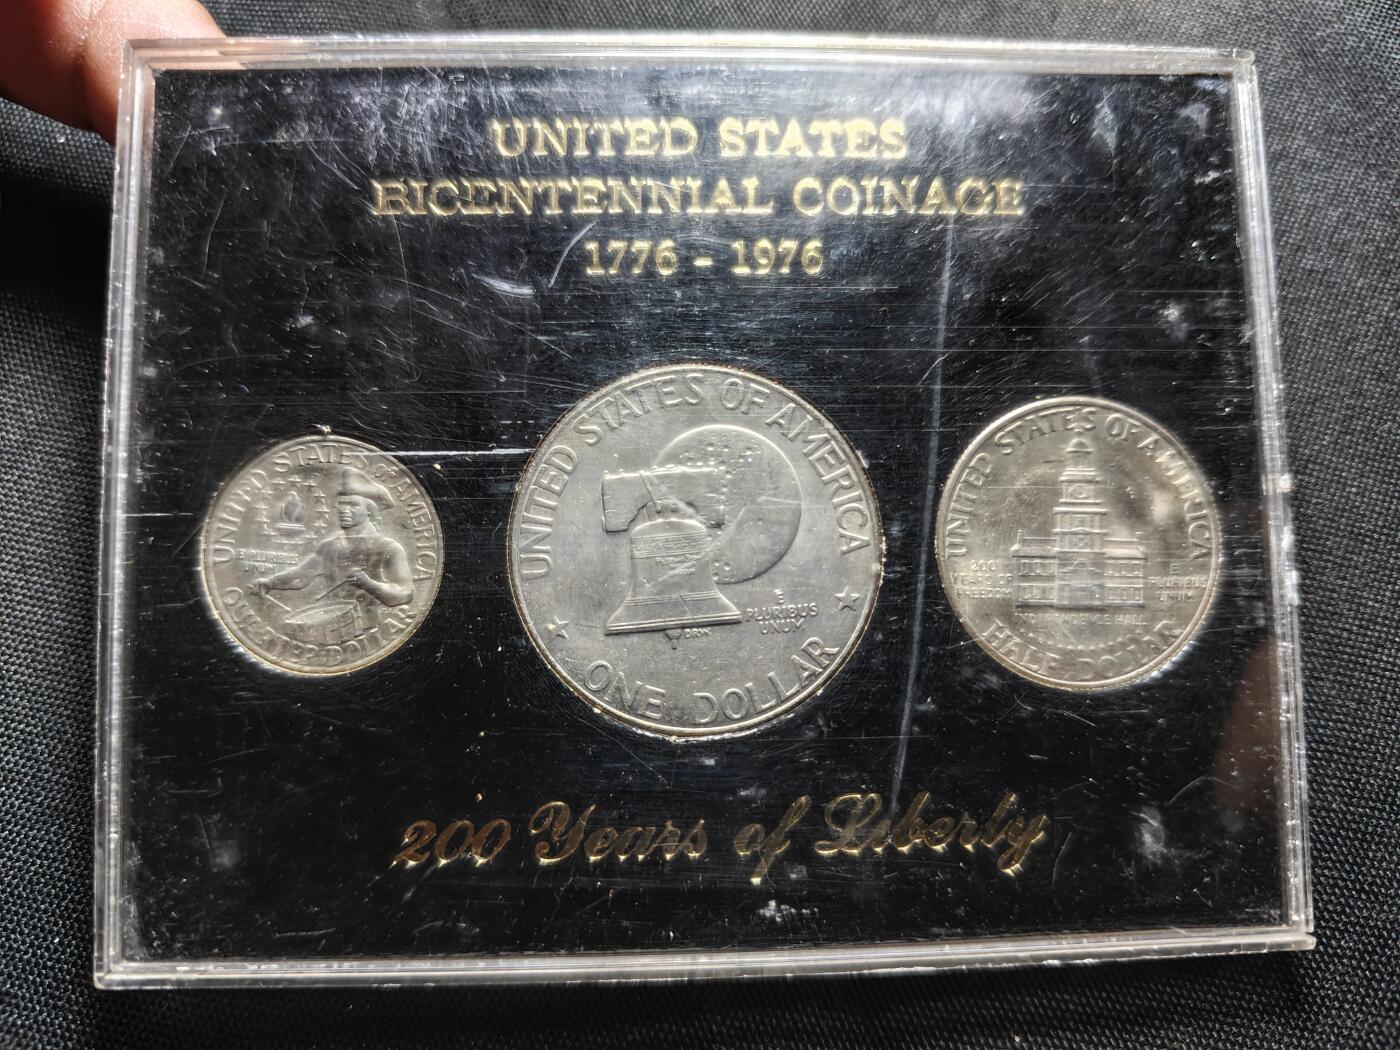 UNITED STATES
BICENTENNIAL COINAGE
1776 - 1976
UNITED STATES OF AMERICA
E PLURIBUS
UNUM
QUARTER DOLLAR
UNITED STATES OF AMERICA
E
PLURIBUS
UNUM
ONE DOLLAR
UNITED STATES OF AMERICA
200
YEARS OF
FREEDOM
E
PLURIBUS
UNUM
INDEPENDENCE HALL
HALF DOLLAR
200 Years of Liberty